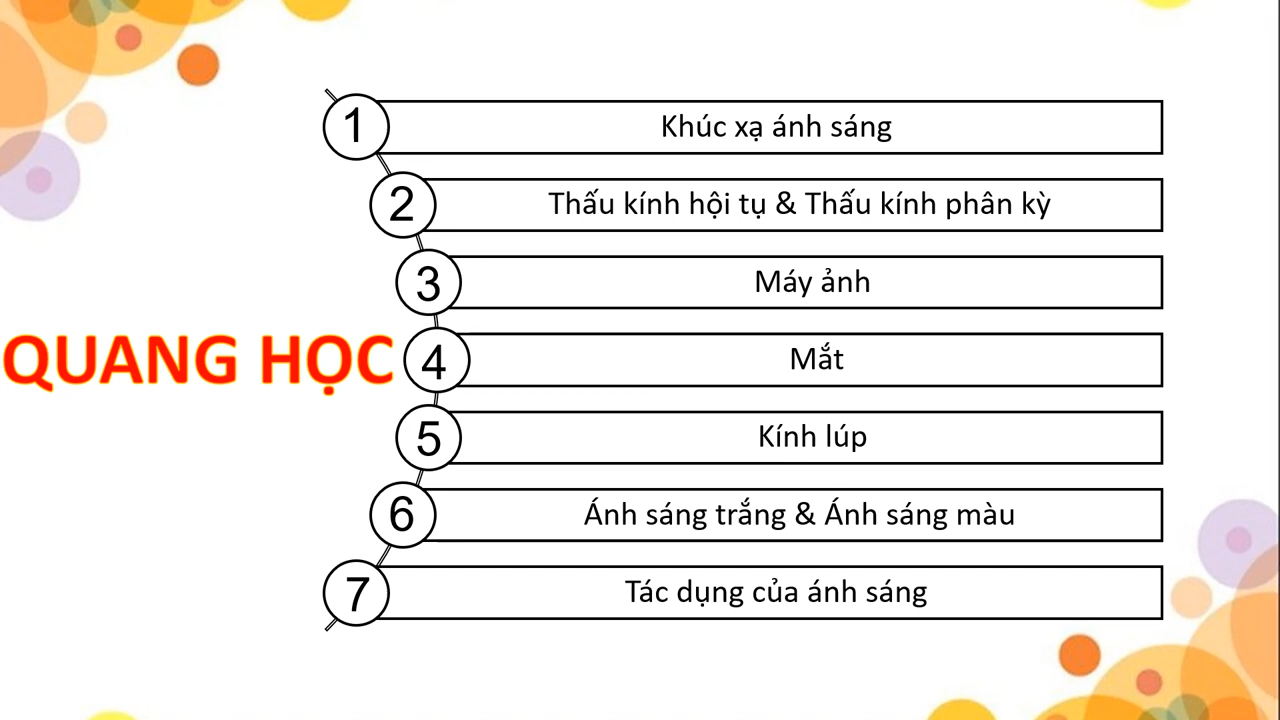 QUANG HỌC
1 Khúc xạ ánh sáng
2 Thấu kính hội tụ & Thấu kính phân kỳ
3 Máy ảnh
4 Mắt
5 Kính lúp
6 Ánh sáng trắng & Ánh sáng màu
7 Tác dụng của ánh sáng